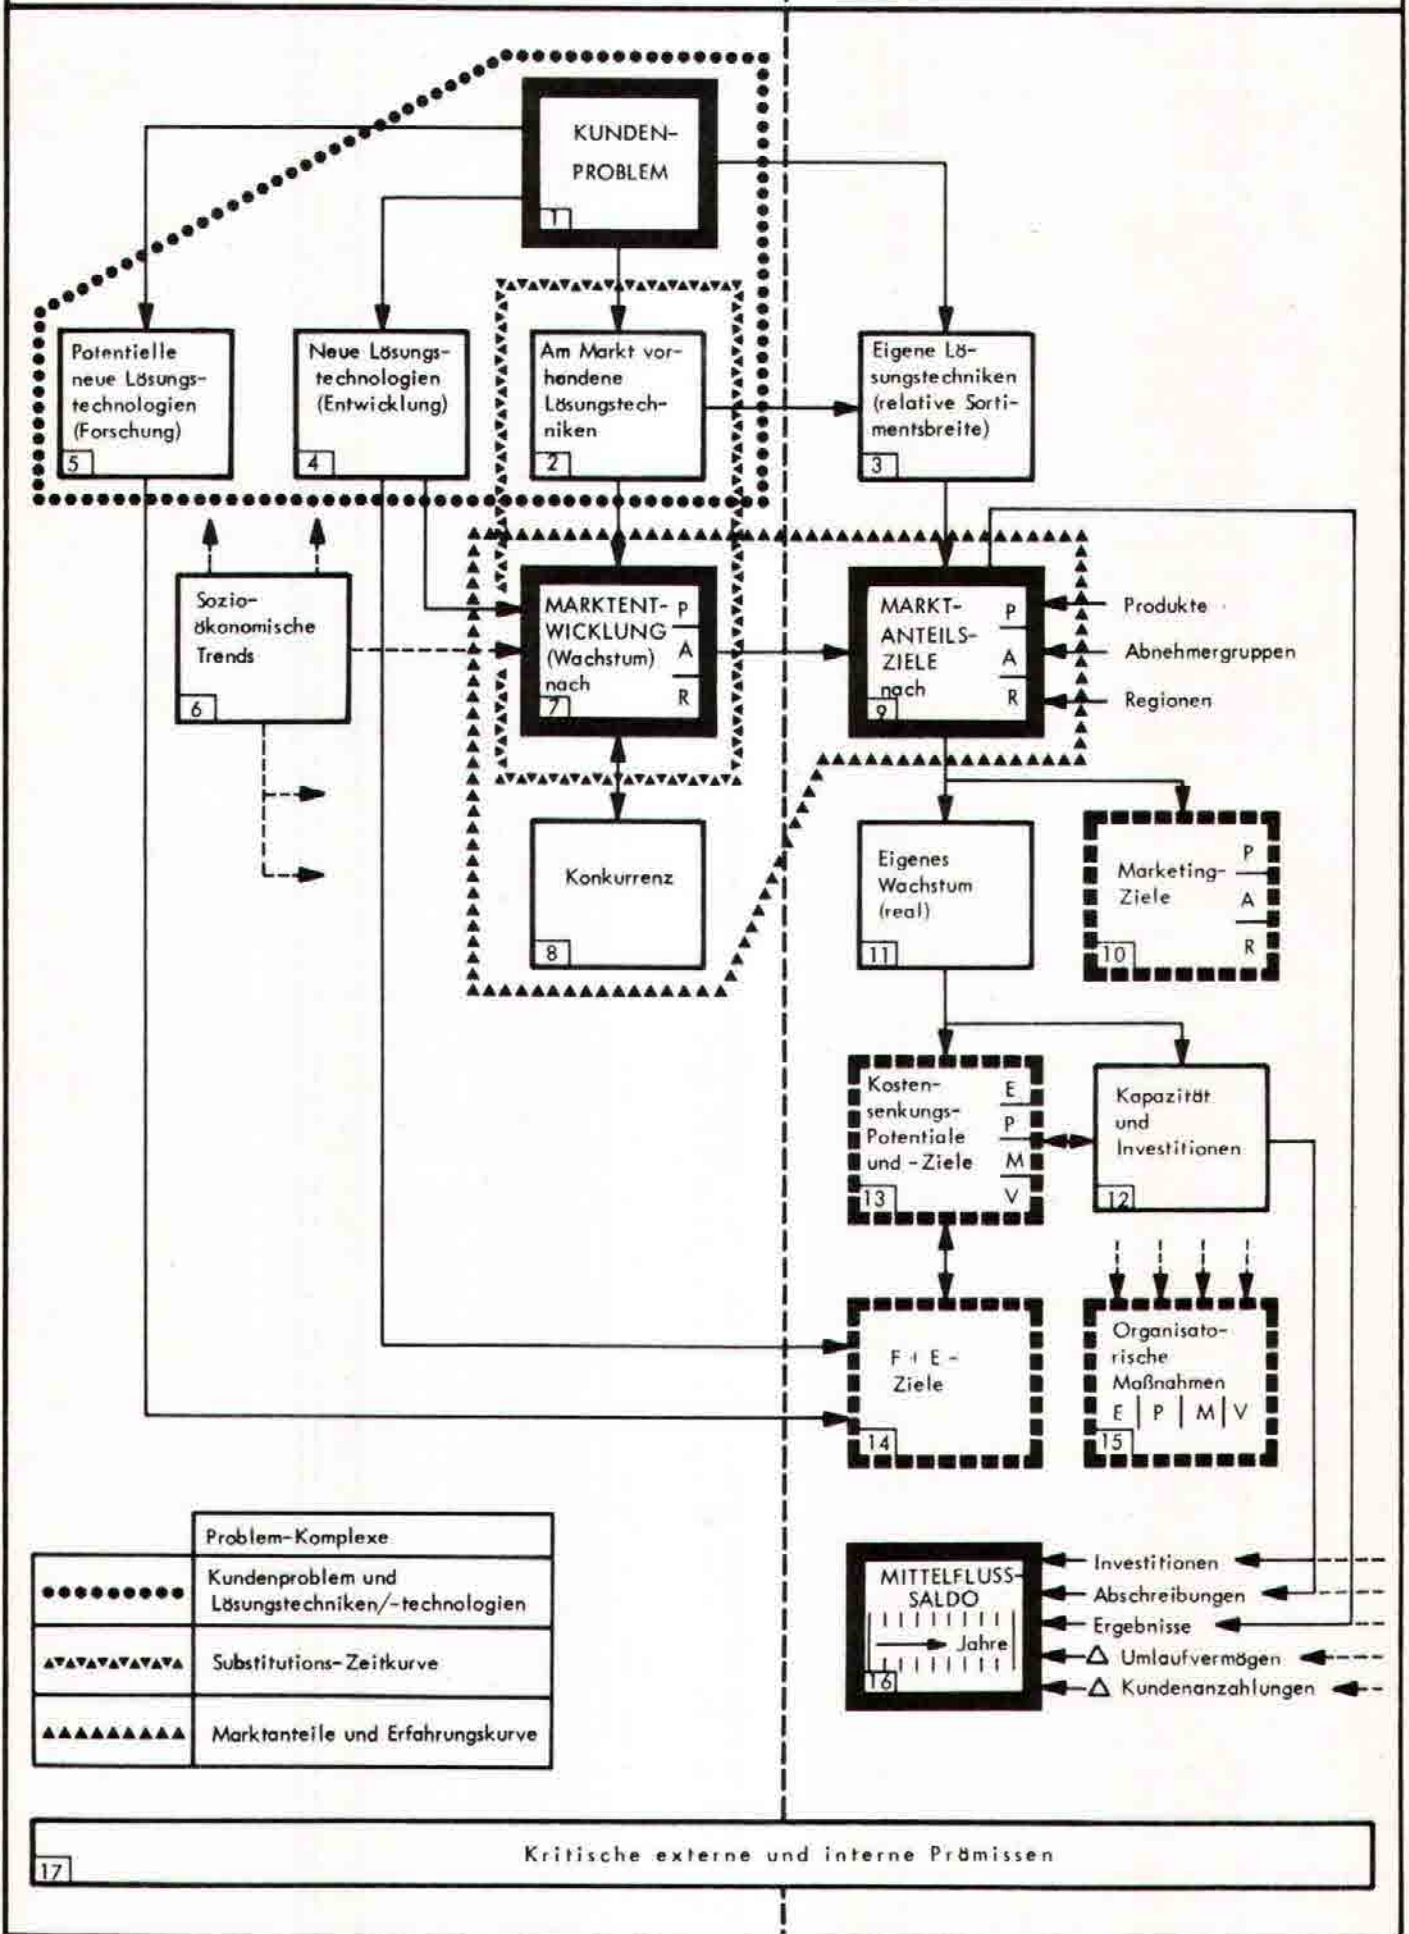 KUNDEN-
PROBLEM
1
Potentielle
neue Lösungs-
technologien
(Forschung)
5
Neue Lösungs-
technologien
(Entwicklung)
4
Am Markt vor-
handene
Lösungstech-
niken
2
Eigene Lö-
sungstechniken
(relative Sorti-
mentsbreite)
3
Sozio-
ökonomische
Trends
6
MARKTENT-
WICKLUNG
(Wachstum)
nach
7
P
A
R
MARKT-
ANTEILS-
ZIELE
nach
9
P
A
R
Produkte
Abnehmergruppen
Regionen
Konkurrenz
8
Eigenes
Wachstum
(real)
11
Marketing-
Ziele
10
P
A
R
Kosten-
senkungs-
Potentiale
und -Ziele
13
E
P
M
V
Kapazität
und
Investitionen
12
F + E -
Ziele
14
Organisato-
rische
Maßnahmen
E | P | M | V
15
Problem-Komplexe
Kundenproblem und
Lösungstechniken/-technologien
Substitutions-Zeitkurve
Marktanteile und Erfahrungskurve
MITTELFLUSS-
SALDO
Jahre
16
Investitionen
Abschreibungen
Ergebnisse
△ Umlaufvermögen
△ Kundenanzahlungen
Kritische externe und interne Prämissen
17